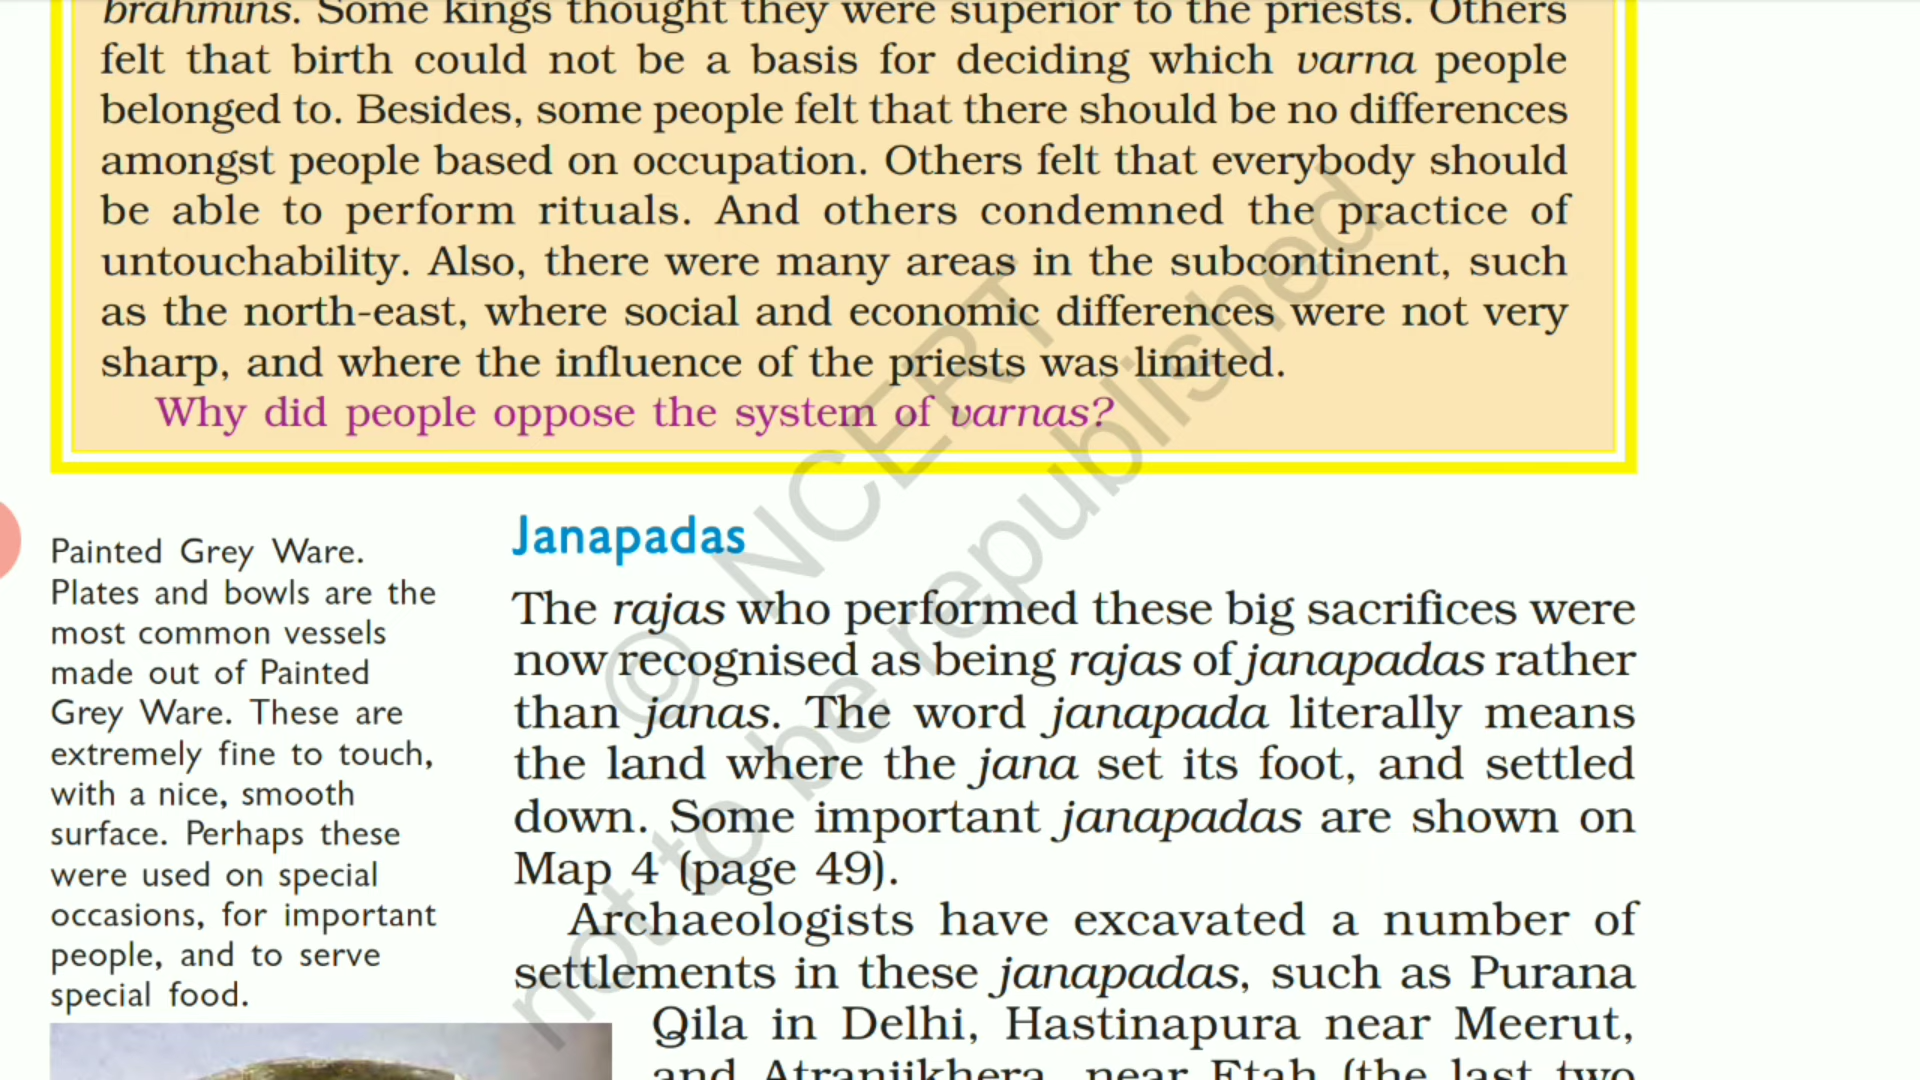 brahmins. Some kings thought they were superior to the priests. Others
felt that birth could not be a basis for deciding which varna people
belonged to. Besides, some people felt that there should be no differences
amongst people based on occupation. Others felt that everybody should
be able to perform rituals. And others condemned the practice of
untouchability. Also, there were many areas in the subcontinent, such
as the north-east, where social and economic differences were not very
sharp, and where the influence of the priests was limited.
Why did people oppose the system of varnas?
Painted Grey Ware.
Plates and bowls are the
most common vessels
made out of Painted
Grey Ware. These are
extremely fine to touch,
with a nice, smooth
surface. Perhaps these
were used on special
occasions, for important
people, and to serve
special food.
Janapadas
The rajas who performed these big sacrifices were
now recognised as being rajas of janapadas rather
than janas. The word janapada literally means
the land where the jana set its foot, and settled
down. Some important janapadas are shown on
Map 4 (page 49).
Archaeologists have excavated a number of
settlements in these janapadas, such as Purana
Qila in Delhi, Hastinapura near Meerut,
and Atranjikhera, near Etah (the last two
© NCERT
not to be republished